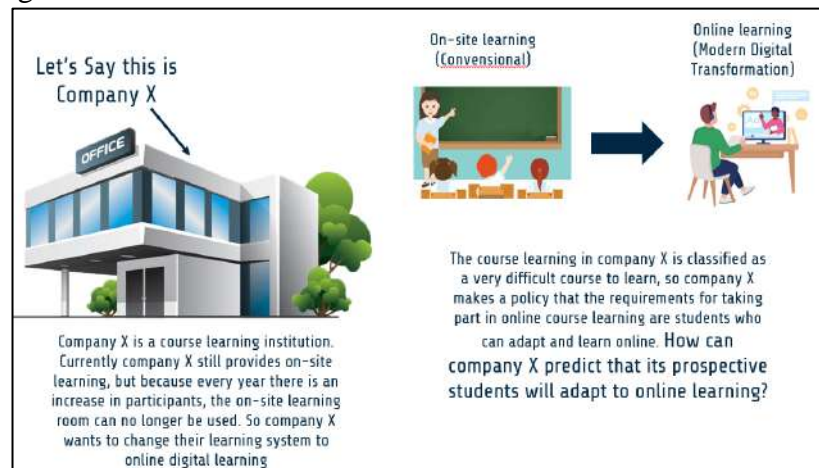 Let's Say this is
Company X
OFFICE
Company X is a course learning institution.
Currently company X still provides on-site
learning, but because every year there is an
increase in participants, the on-site learning
room can no longer be used. So company X
wants to change their learning system to
online digital learning
On-site learning
(Convensional)
Online learning
(Modern Digital
Transformation)
The course learning in company X is classified as
a very difficult course to learn, so company X
makes a policy that the requirements for taking
part in online course learning are students who
can adapt and learn online. How can
company X predict that its prospective
students will adapt to online learning?